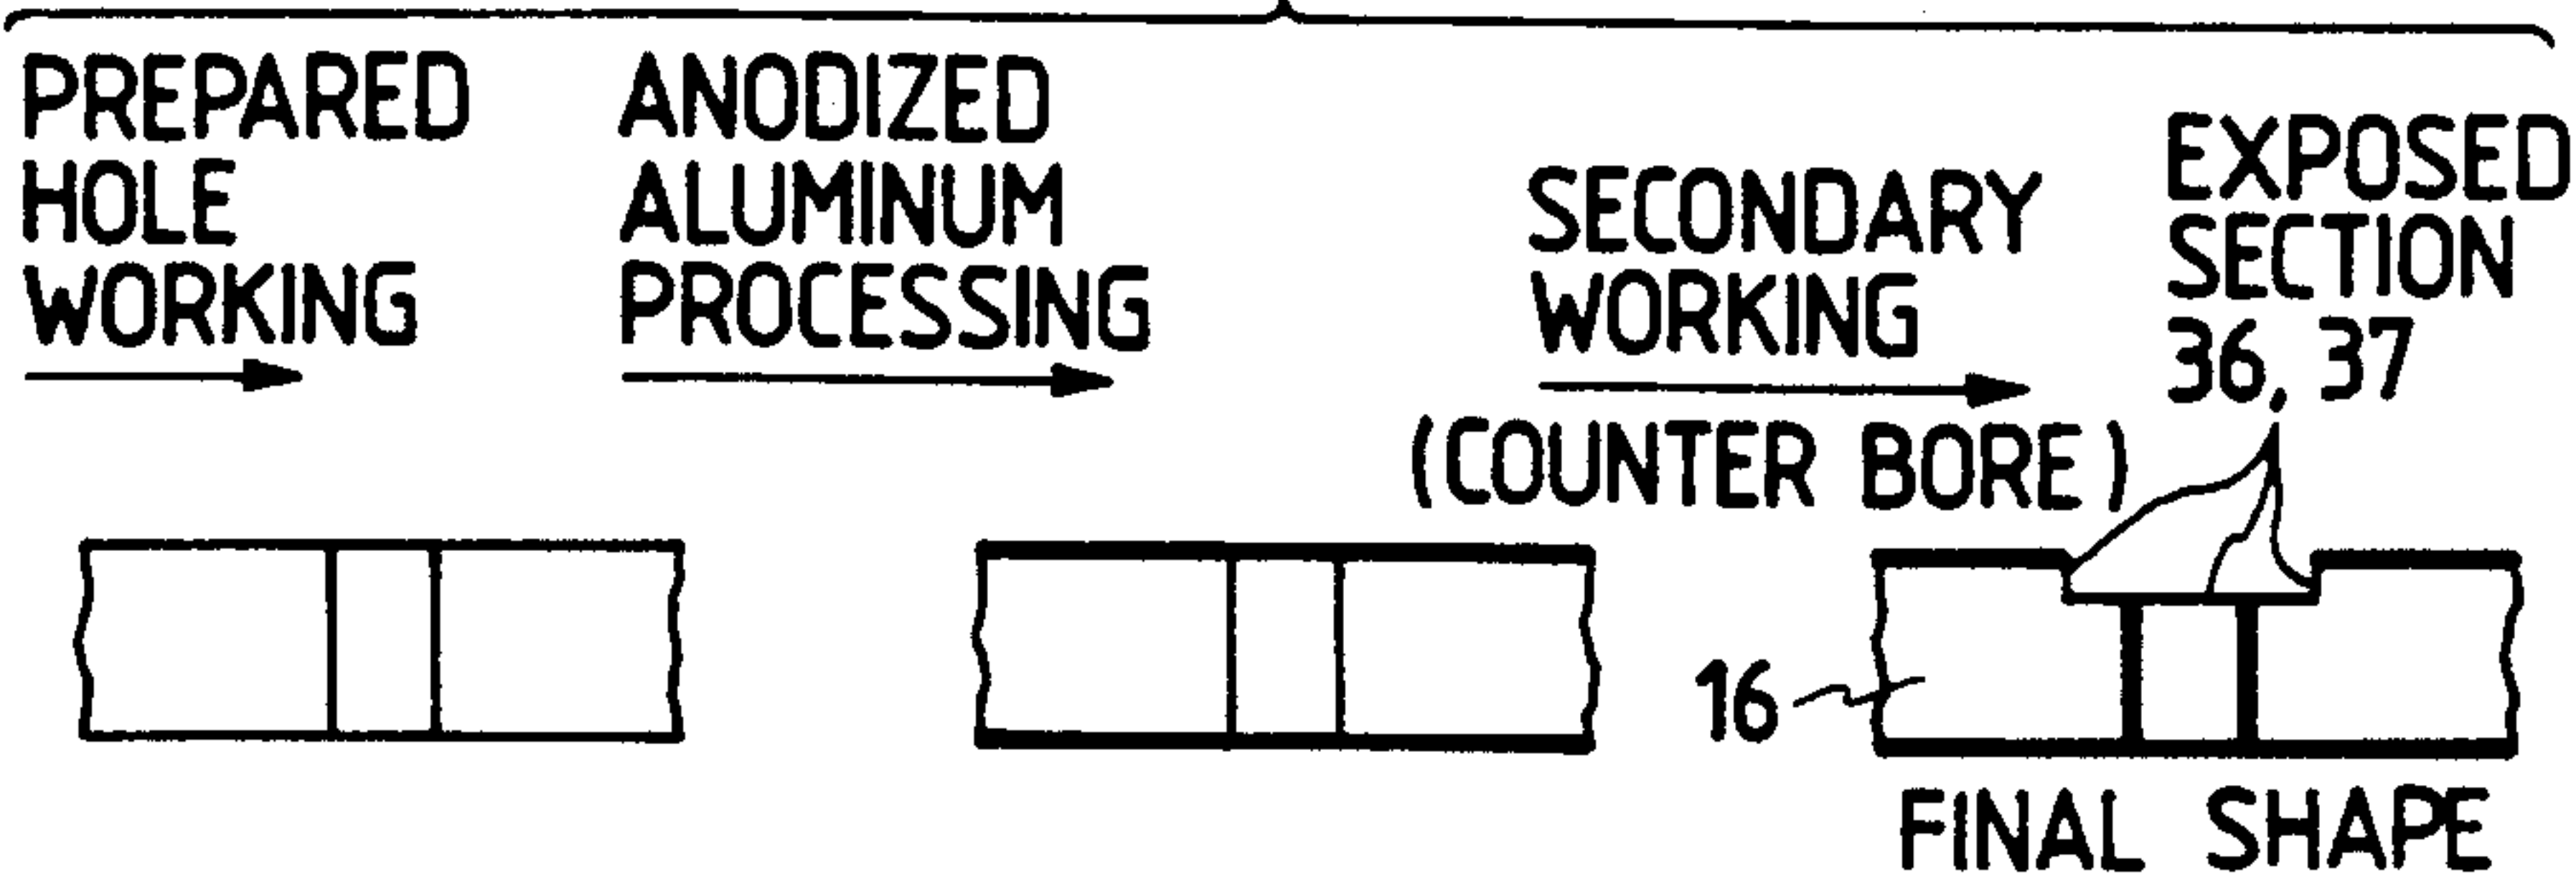 PREPARED
HOLE
WORKING
ANODIZED
ALUMINUM
PROCESSING
SECONDARY
WORKING
(COUNTER BORE)
EXPOSED
SECTION
36, 37
16
FINAL SHAPE